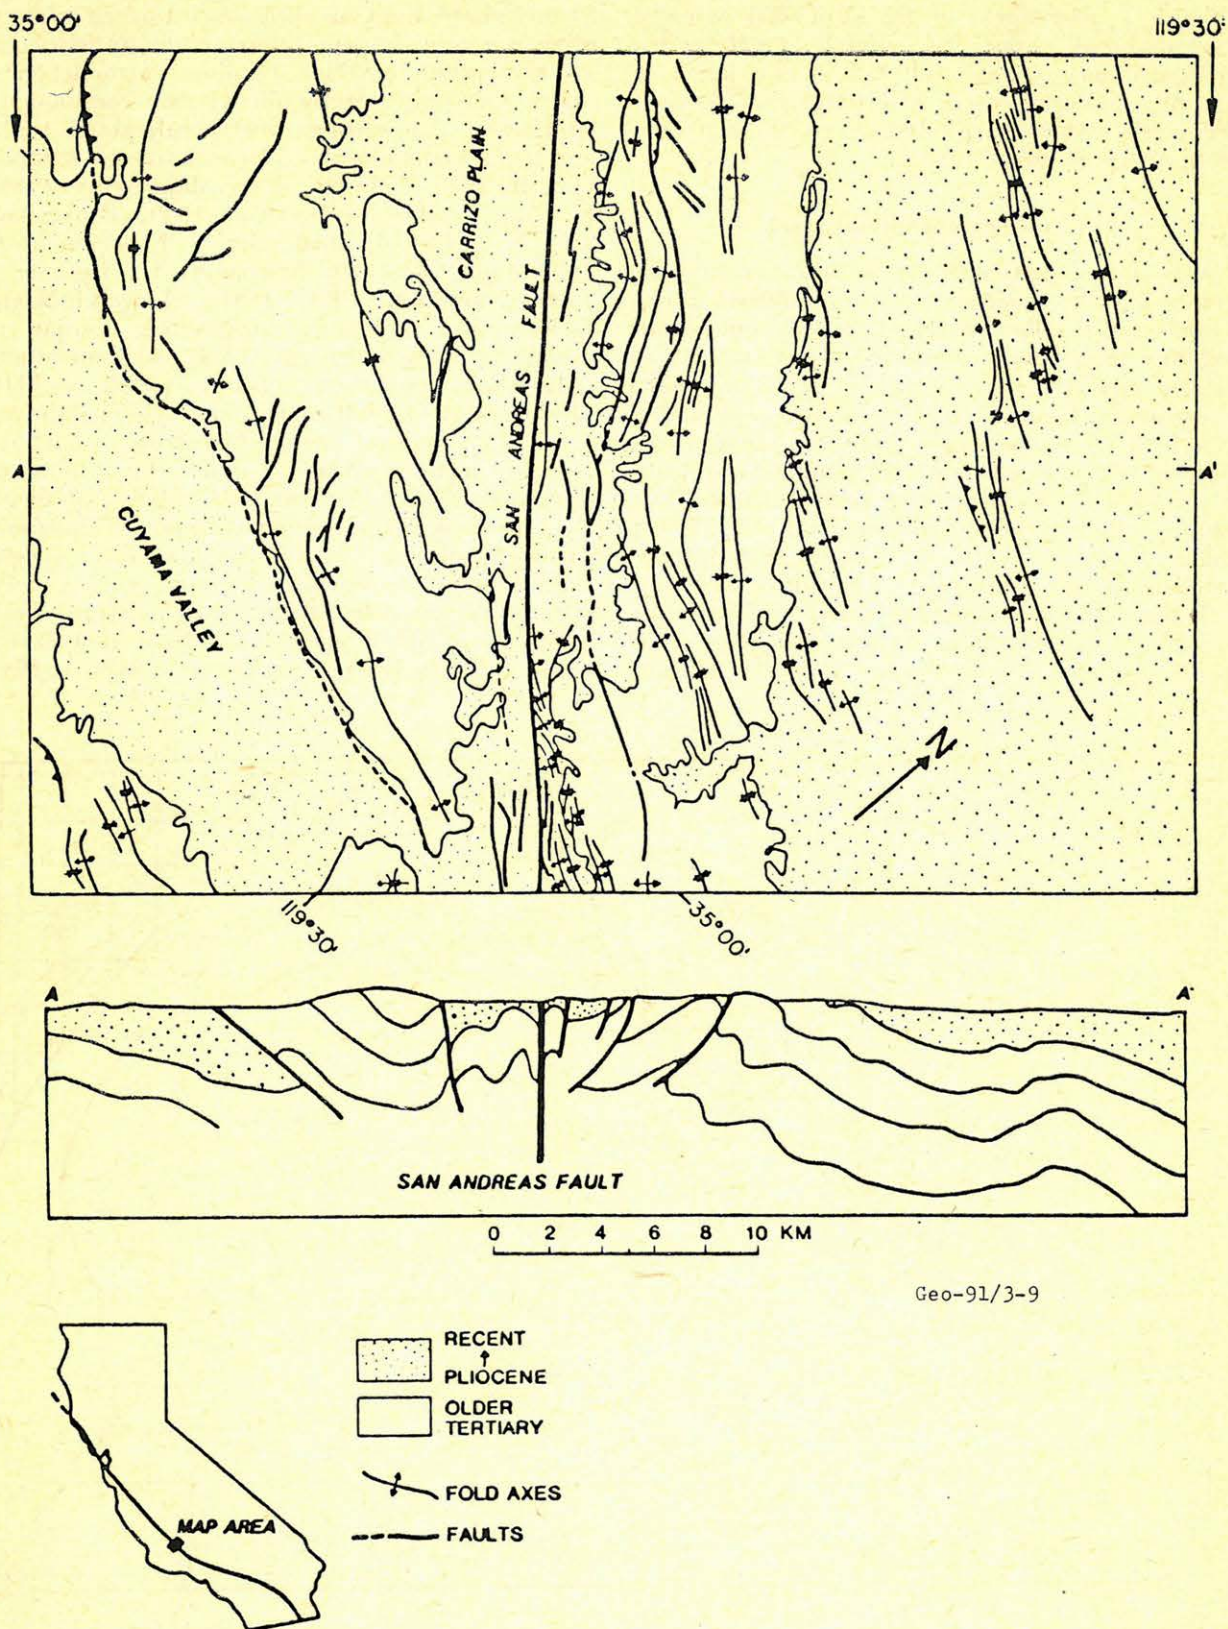 35°00'
119°30'
CARRIZO PLAIN
SAN ANDREAS FAULT
A
A'
CUYAMA VALLEY
N
119°30'
35°00'
A
A'
SAN ANDREAS FAULT
0 2 4 6 8 10 KM
Geo-91/3-9
RECENT
PLIOCENE
OLDER
TERTIARY
FOLD AXES
FAULTS
MAP AREA